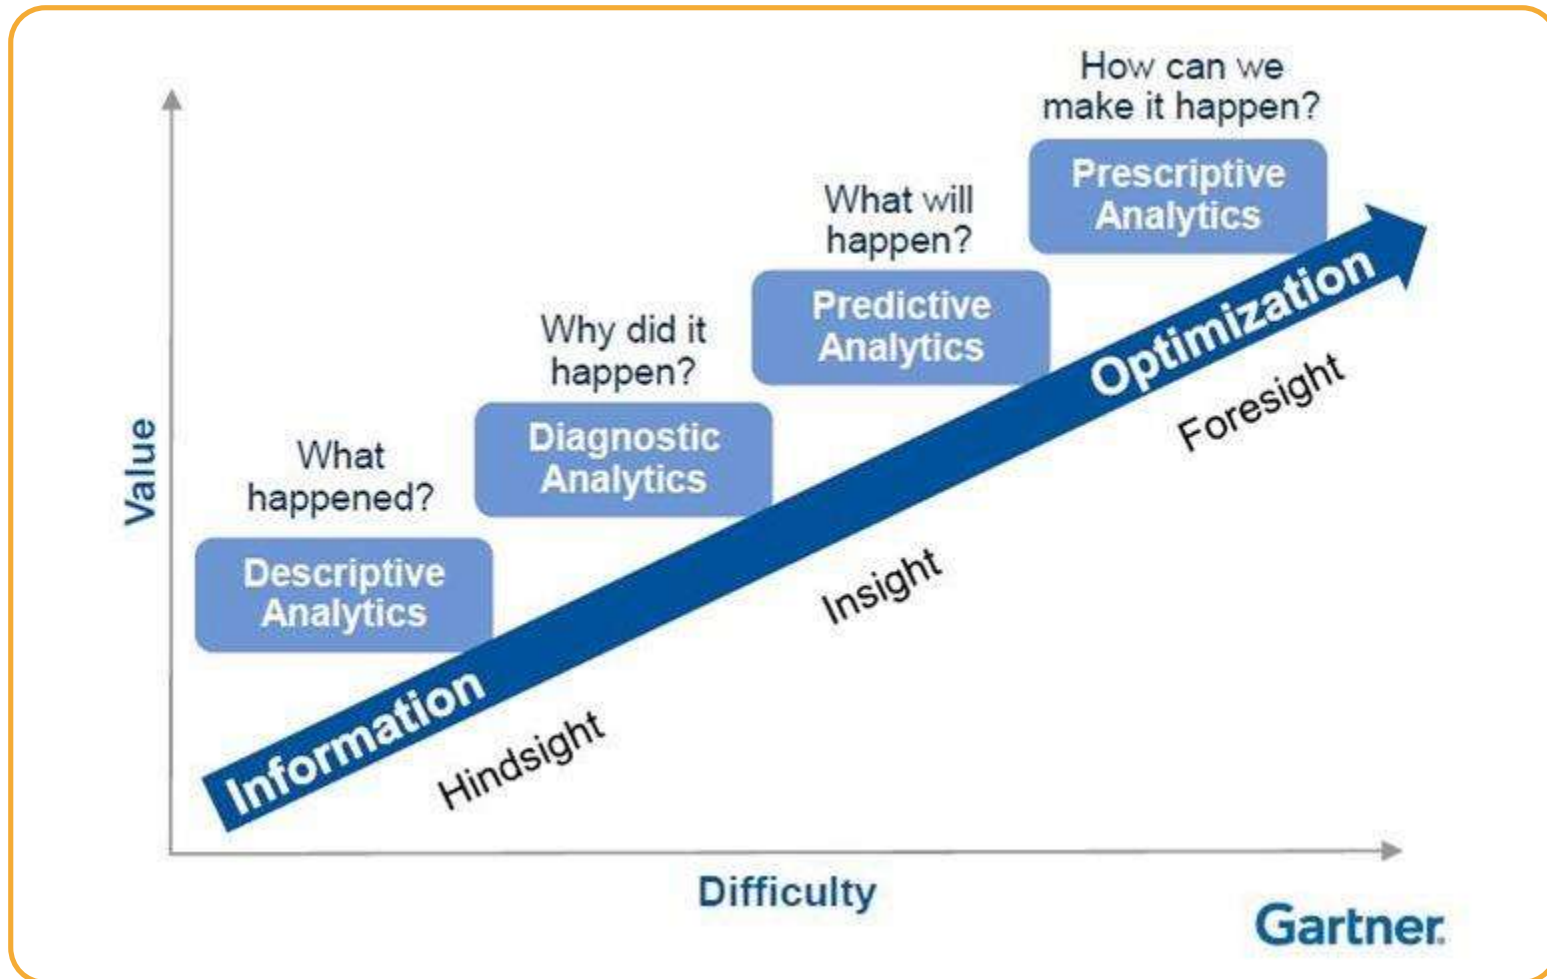 How can we
make it happen?
Prescriptive
Analytics
What will
happen?
Predictive
Analytics
Why did it
happen?
Diagnostic
Analytics
What
happened?
Descriptive
Analytics
Value
Information
Optimization
Hindsight
Insight
Foresight
Difficulty
Gartner.